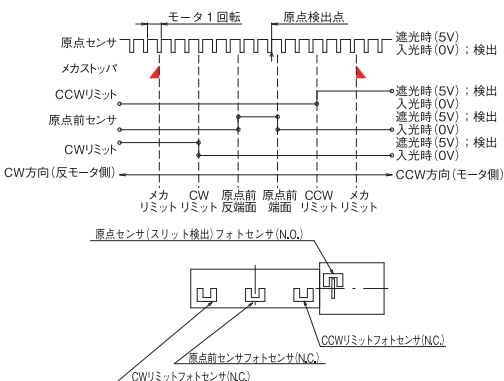 モータ1回転
原点検出点
原点センサ
遮光時(5V)
入光時(0V);検出
メカストッパ
CCWリミット
遮光時(5V);検出
入光時(0V)
原点前センサ
遮光時(5V);検出
入光時(0V)
CWリミット
遮光時(5V);検出
入光時(0V)
CW方向(反モータ側)
CCW方向(モータ側)
メカ
リミット
CW
リミット
原点前
反端面
原点前
端面
CCW
リミット
メカ
リミット
原点センサ(スリット検出)フォトセンサ(N.O.)
CCWリミットフォトセンサ(N.C.)
原点前センサフォトセンサ(N.C.)
CWリミットフォトセンサ(N.C.)